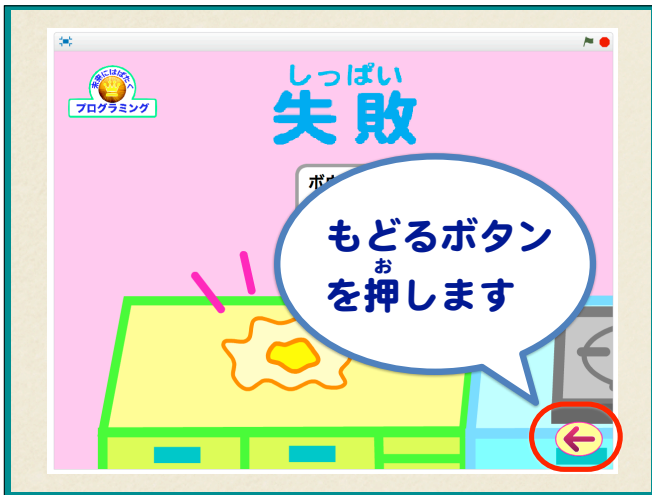 未来にはばたく
プログラミング
しっぱい
失敗
もどるボタン
お
を押します